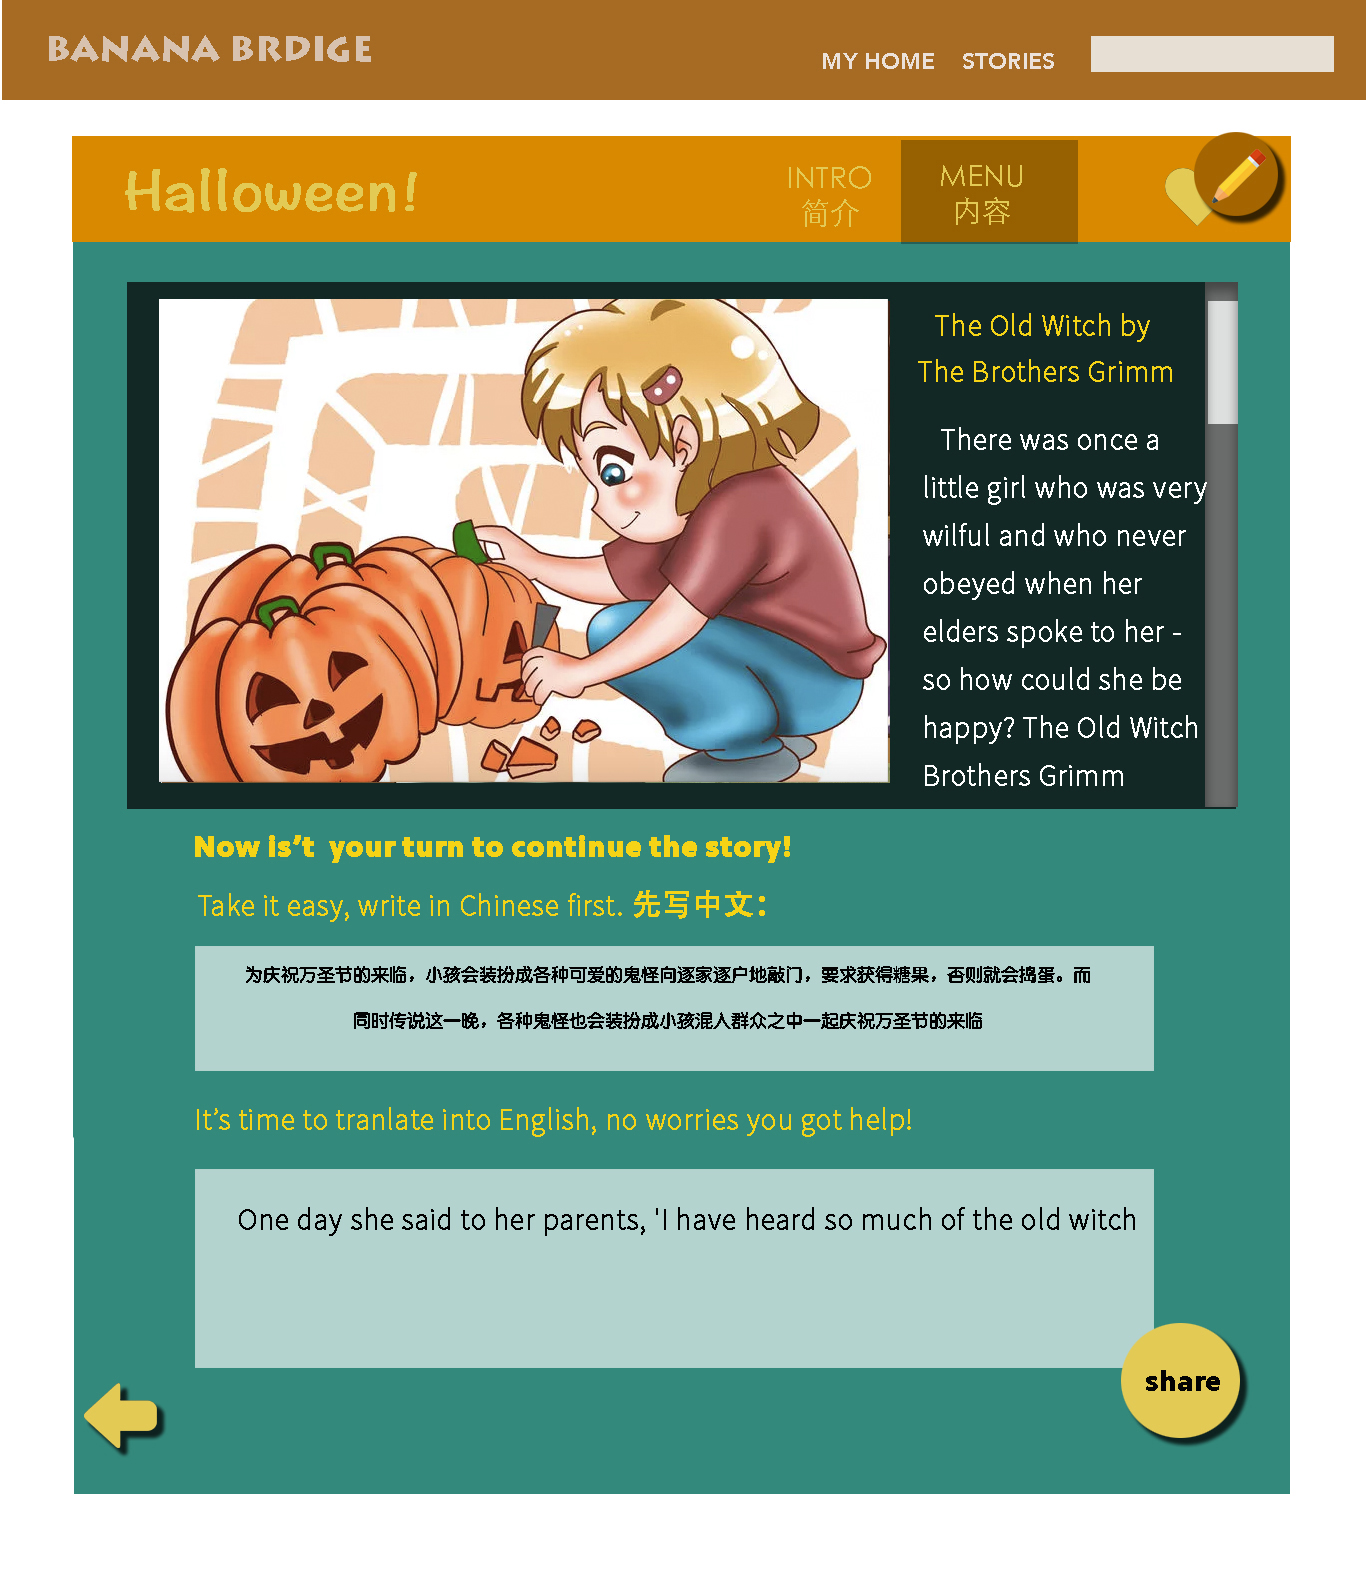 BANANA BRDIGE
MY HOME STORIES
Halloween!
INTRO
简介
MENU
内容
The Old Witch by
The Brothers Grimm
There was once a
little girl who was very
wilful and who never
obeyed when her
elders spoke to her -
so how could she be
happy? The Old Witch
Brothers Grimm
Now is't your turn to continue the story!
Take it easy, write in Chinese first. 先写中文：
为庆祝万圣节的来临，小孩会装扮成各种可爱的鬼怪向逐家逐户地敲门，要求获得糖果，否则就会捣蛋。而
同时传说这一晚，各种鬼怪也会装扮成小孩混入群众之中一起庆祝万圣节的来临
It's time to tranlate into English, no worries you got help!
One day she said to her parents, 'I have heard so much of the old witch
share